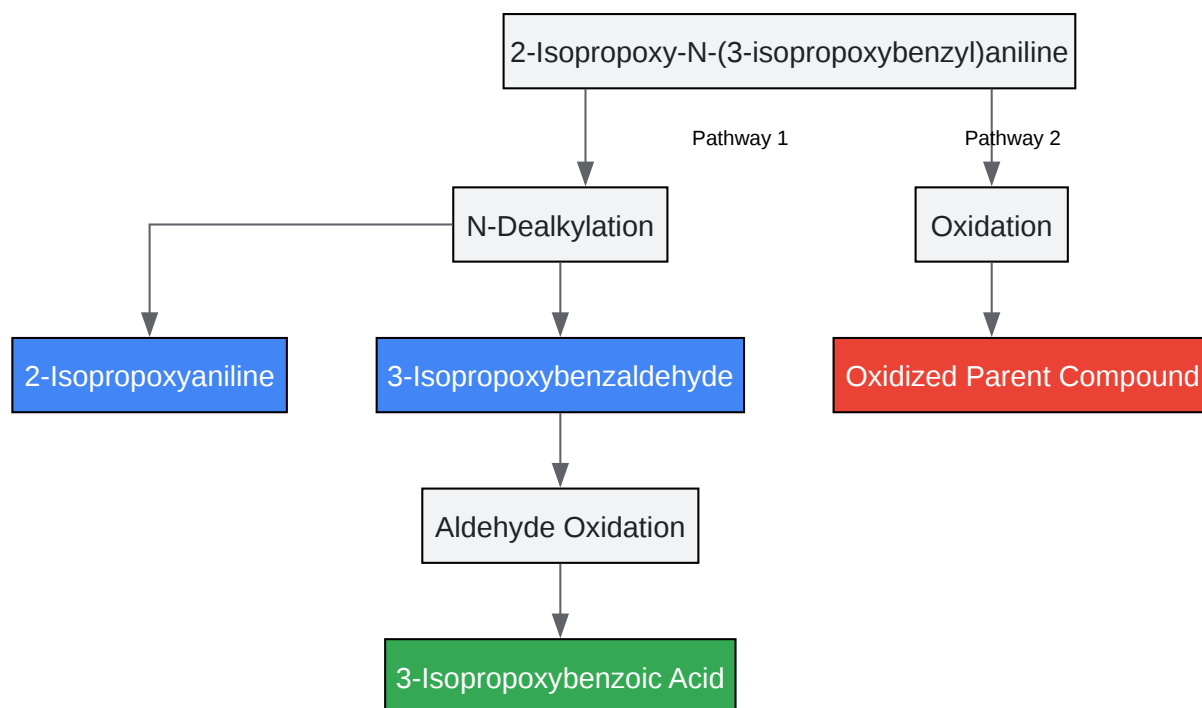 2-Isopropoxy-N-(3-isopropoxybenzyl)aniline
Pathway 1
Pathway 2
N-Dealkylation
Oxidation
2-Isopropoxyaniline
3-Isopropoxybenzaldehyde
Oxidized Parent Compound
Aldehyde Oxidation
3-Isopropoxybenzoic Acid